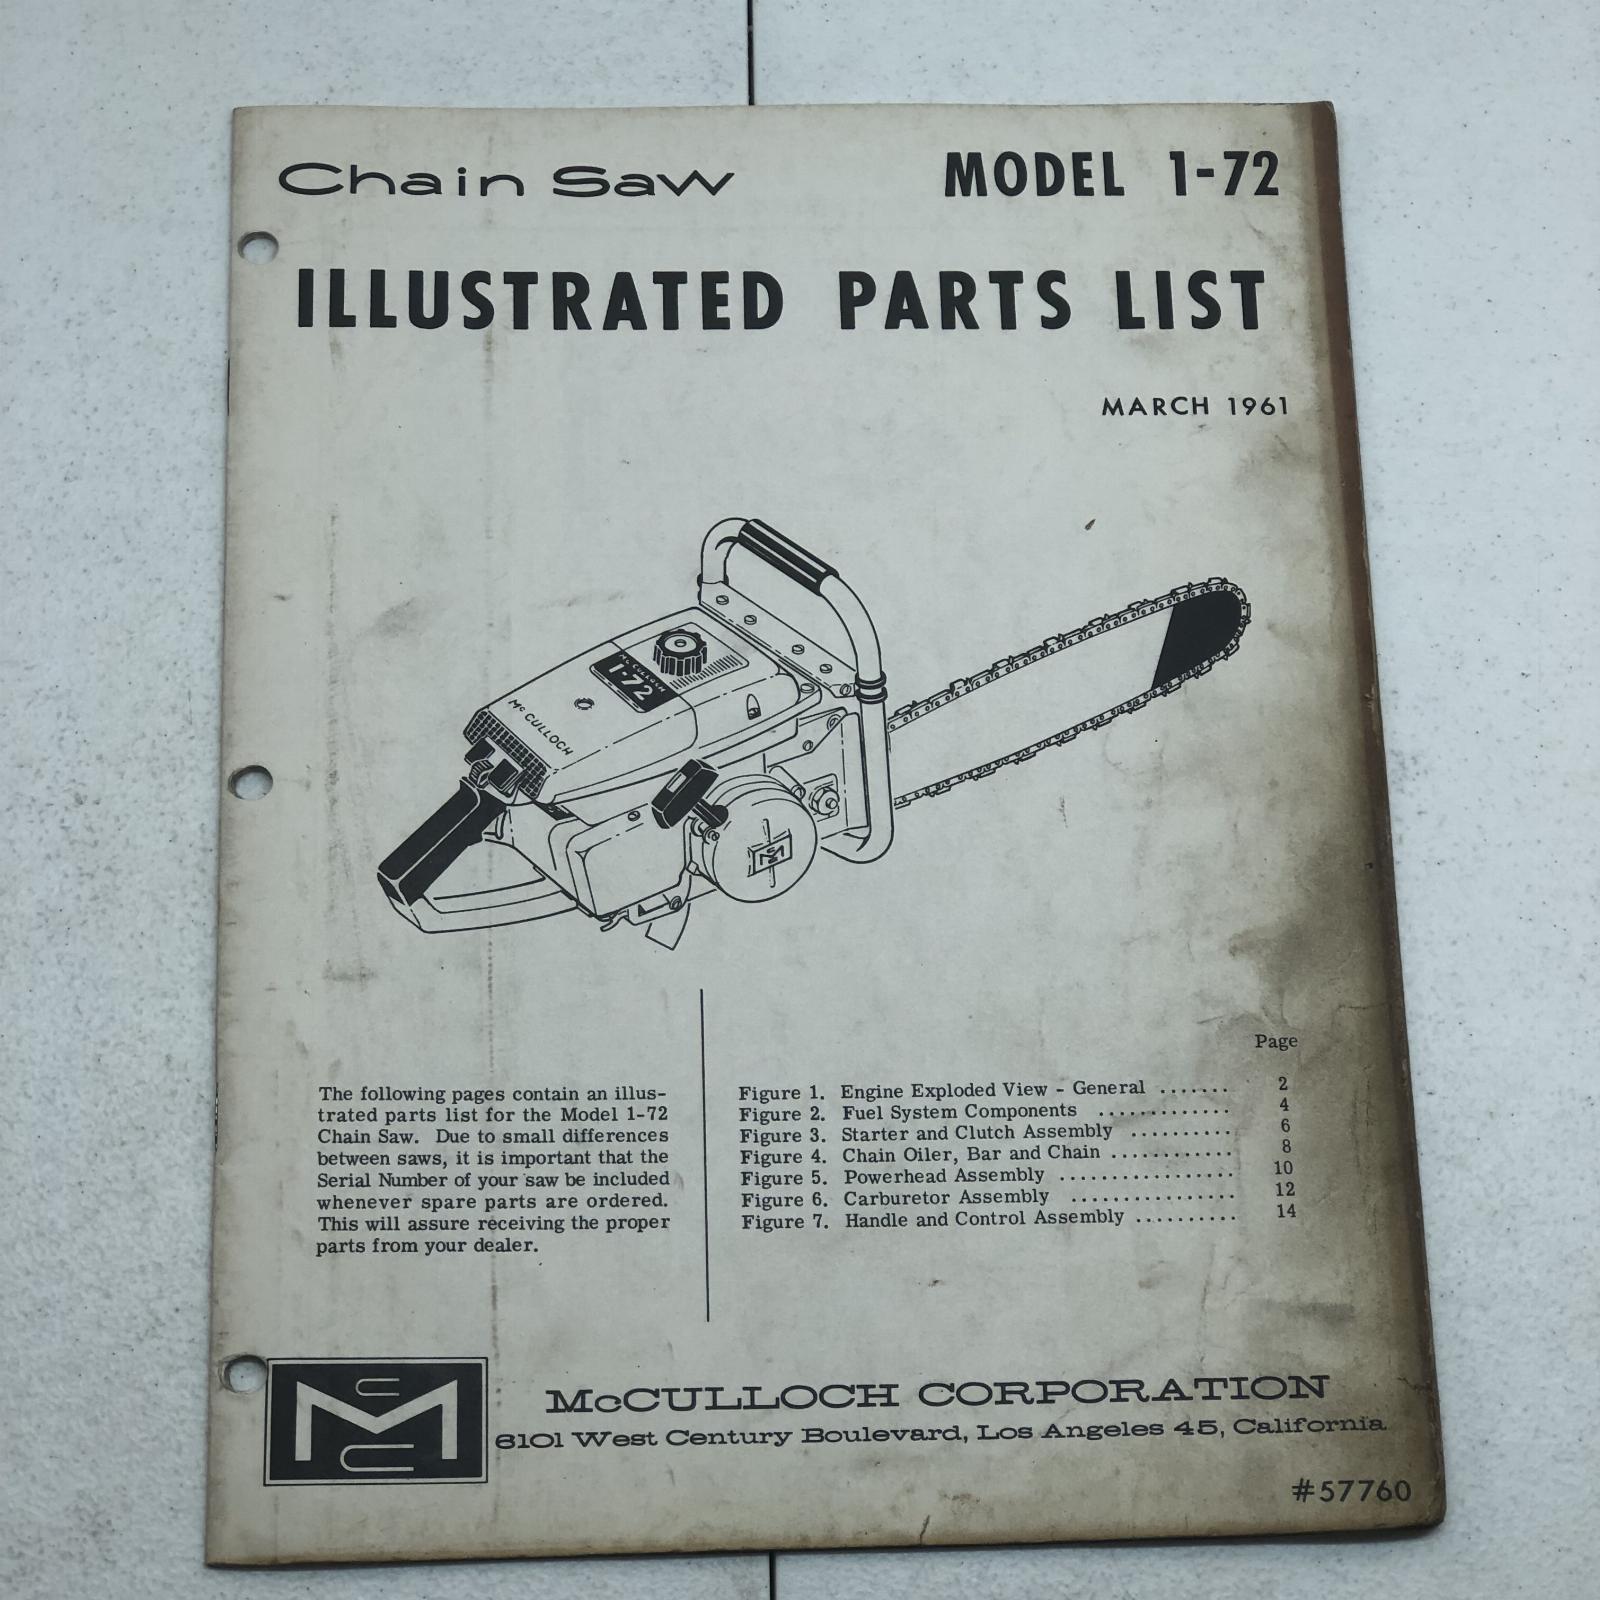 Chain Saw MODEL 1-72
ILLUSTRATED PARTS LIST
MARCH 1961
McCULLOCH
1-72
McCULLOCH
The following pages contain an illus-
trated parts list for the Model 1-72
Chain Saw. Due to small differences
between saws, it is important that the
Serial Number of your saw be included
whenever spare parts are ordered.
This will assure receiving the proper
parts from your dealer.
Page
Figure 1. Engine Exploded View - General ....... 2
Figure 2. Fuel System Components ............. 4
Figure 3. Starter and Clutch Assembly .......... 6
Figure 4. Chain Oiler, Bar and Chain ............ 8
Figure 5. Powerhead Assembly ................. 10
Figure 6. Carburetor Assembly ................ 12
Figure 7. Handle and Control Assembly .......... 14
McCULLOCH CORPORATION
6101 West Century Boulevard, Los Angeles 45, California
#57760